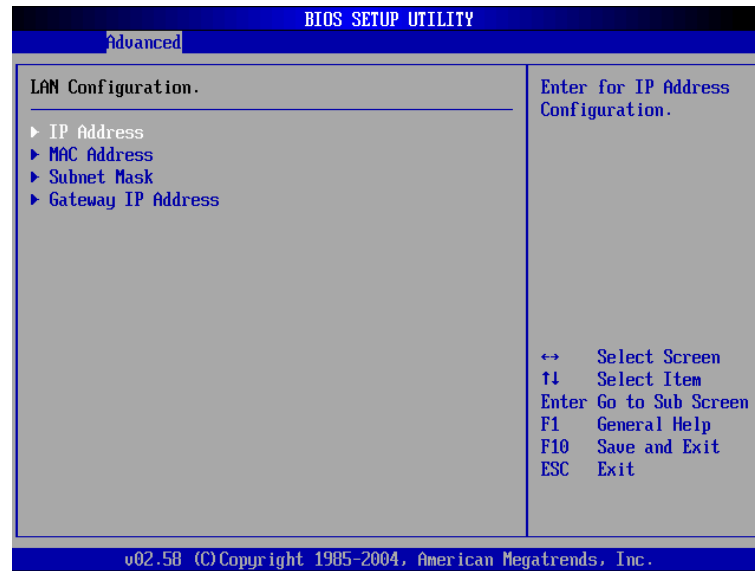 BIOS SETUP UTILITY
Advanced
LAN Configuration.
▶ IP Address
▶ MAC Address
▶ Subnet Mask
▶ Gateway IP Address
Enter for IP Address
Configuration.
↔ Select Screen
↑↓ Select Item
Enter Go to Sub Screen
F1 General Help
F10 Save and Exit
ESC Exit
v02.58 (C)Copyright 1985-2004, American Megatrends, Inc.